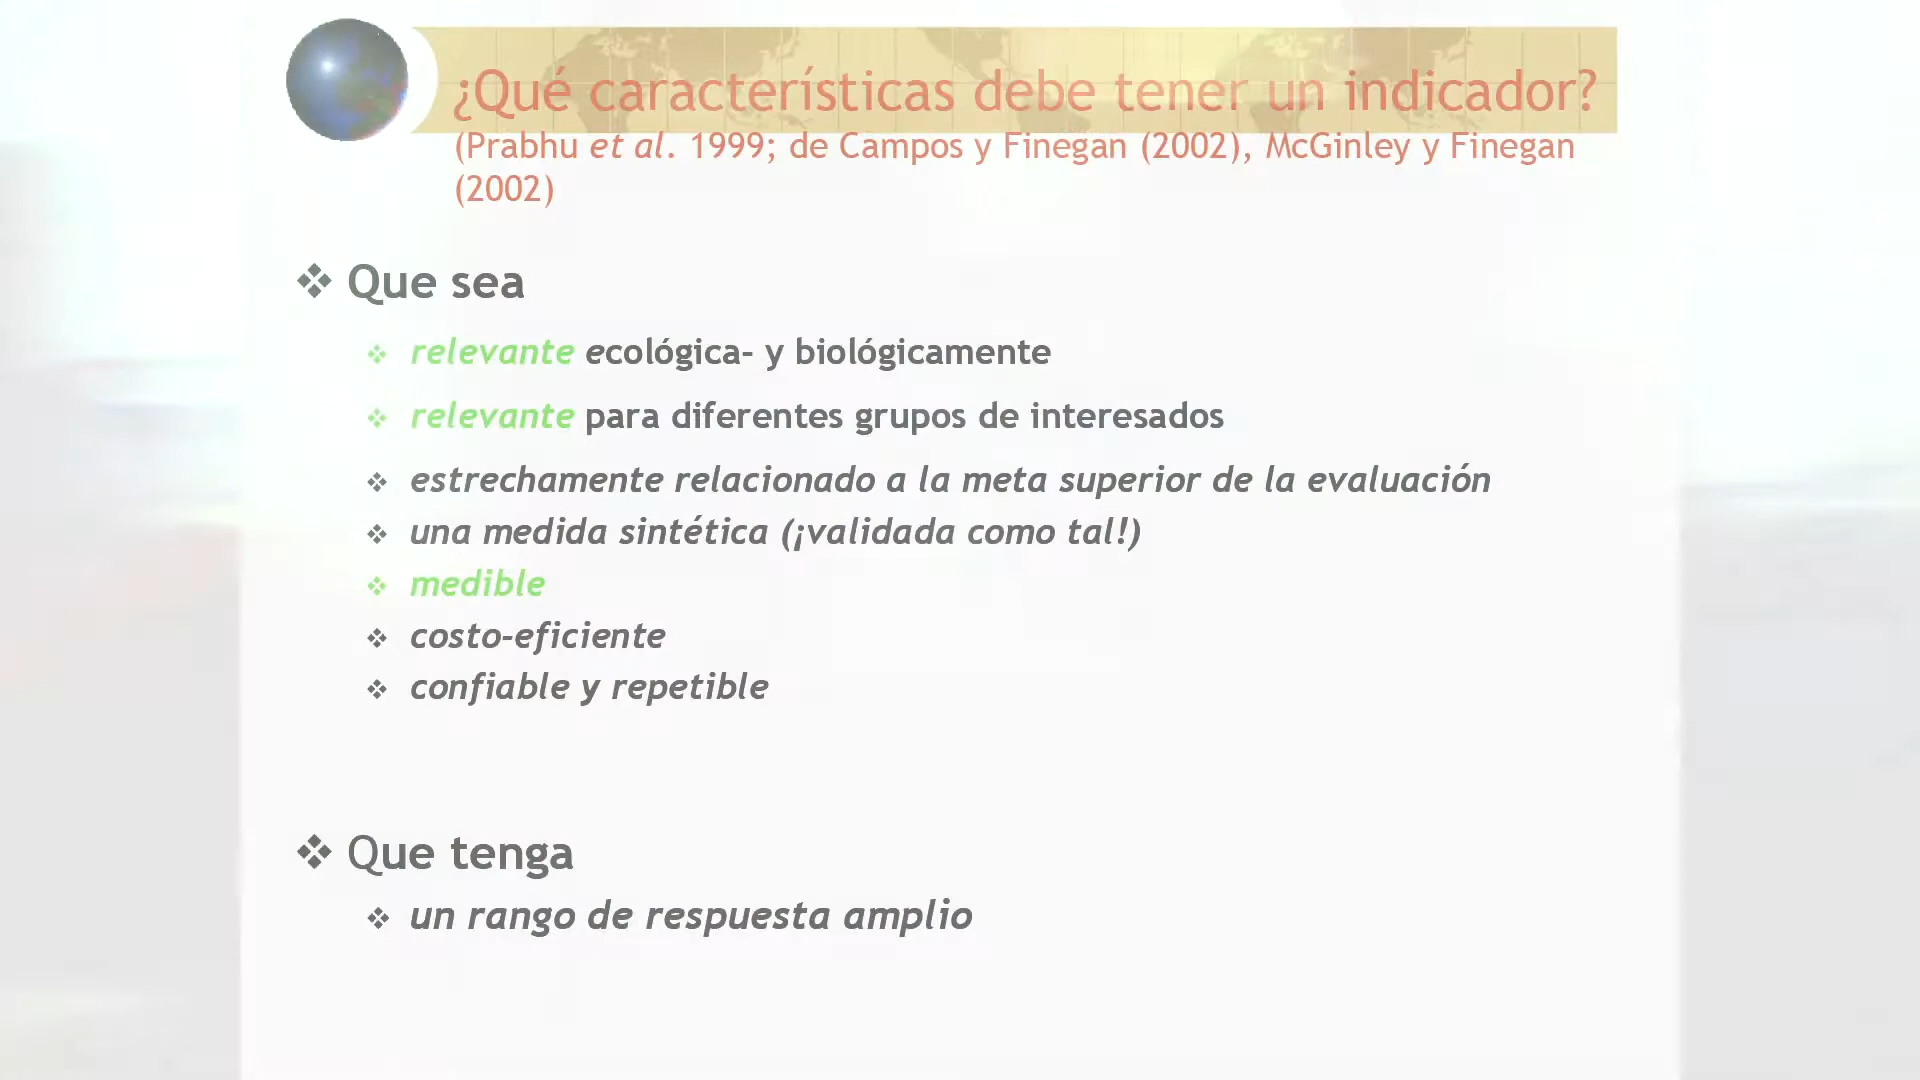 ¿Qué características debe tener un indicador?
(Prabhu et al. 1999; de Campos y Finegan (2002), McGinley y Finegan
(2002)
Que sea
relevante ecológica- y biológicamente
relevante para diferentes grupos de interesados
estrechamente relacionado a la meta superior de la evaluación
una medida sintética (¡validada como tal!)
medible
costo-eficiente
confiable y repetible
Que tenga
un rango de respuesta amplio